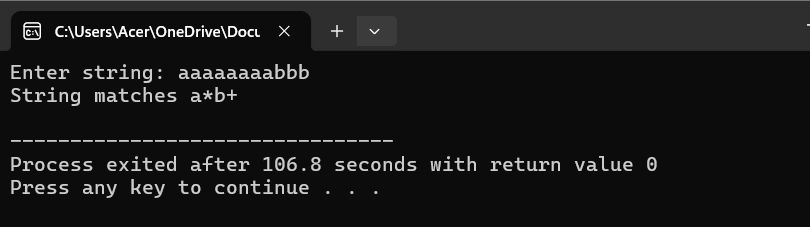 C:\Users\Acer\OneDrive\Docu
Enter string: aaaaaaaabbb
String matches a*b+
--------------------------------
Process exited after 106.8 seconds with return value 0
Press any key to continue . . .